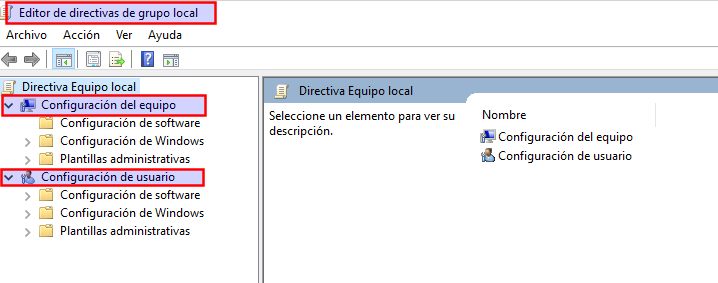 Editor de directivas de grupo local
Archivo Acción Ver Ayuda
Directiva Equipo local
Configuración del equipo
Configuración de software
Configuración de Windows
Plantillas administrativas
Configuración de usuario
Configuración de software
Configuración de Windows
Plantillas administrativas
Directiva Equipo local
Seleccione un elemento para ver su
descripción.
Nombre
Configuración del equipo
Configuración de usuario